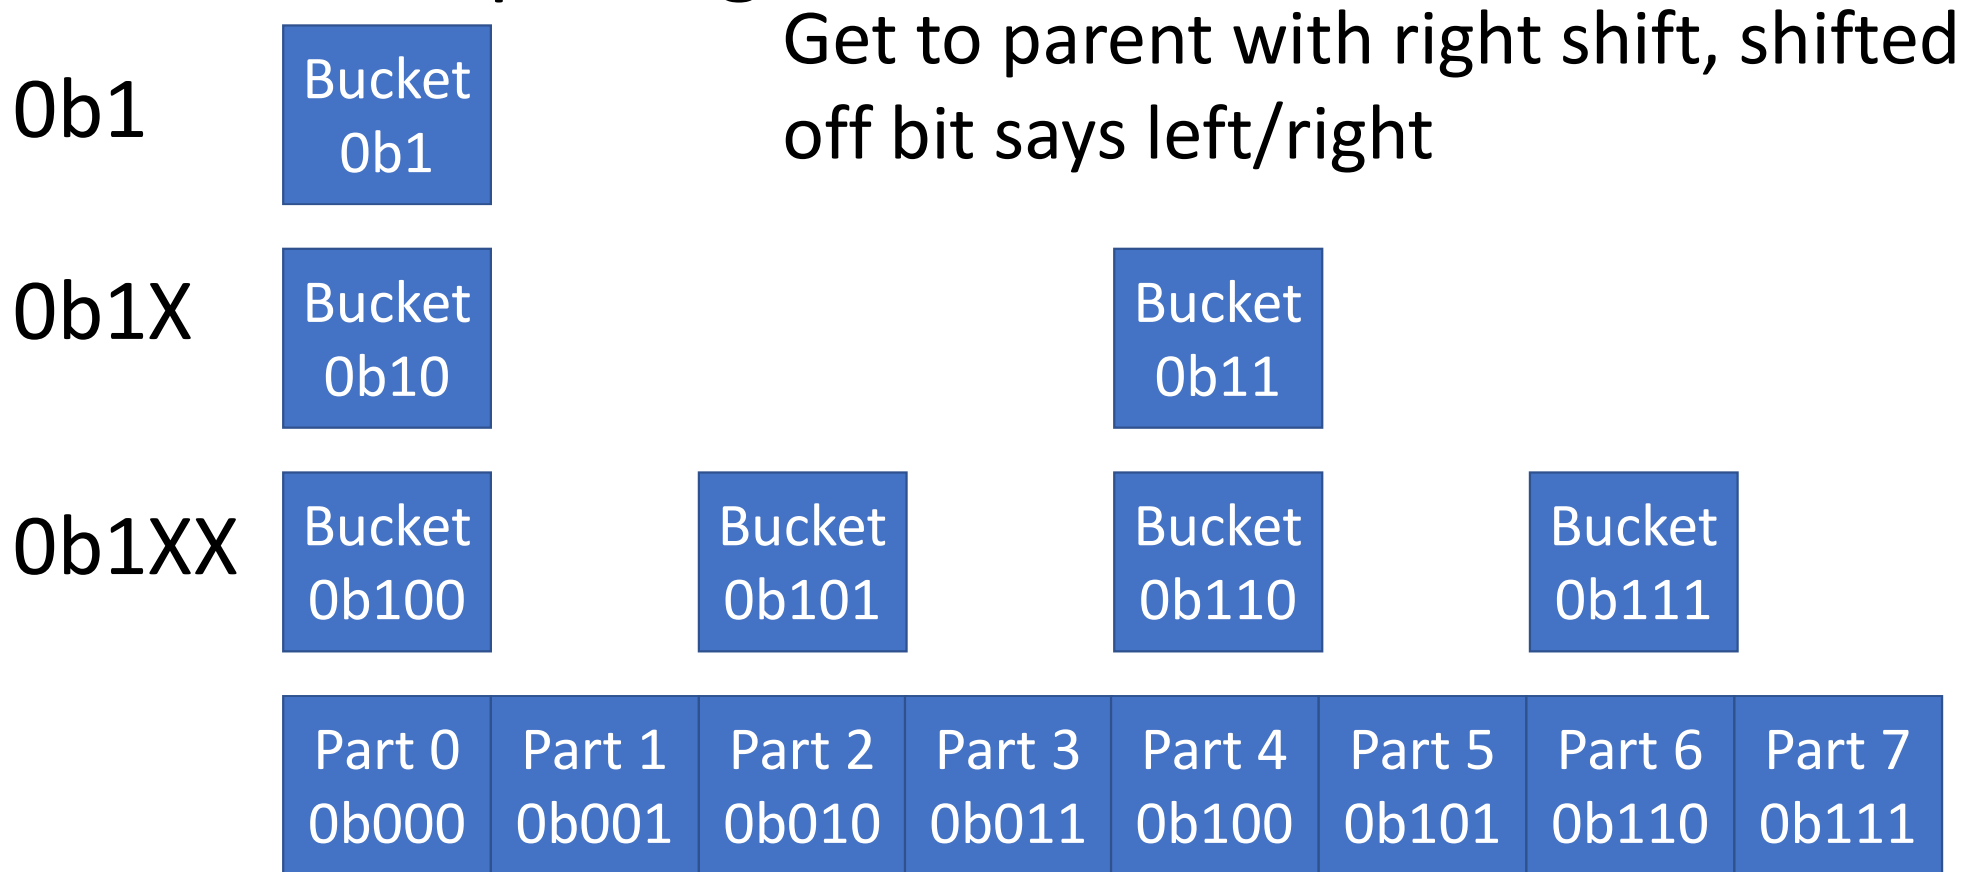 Get to parent with right shift, shifted
off bit says left/right
0b1
Bucket
0b1
0b1X
Bucket
0b10
Bucket
0b11
0b1XX
Bucket
0b100
Bucket
0b101
Bucket
0b110
Bucket
0b111
Part 0
0b000
Part 1
0b001
Part 2
0b010
Part 3
0b011
Part 4
0b100
Part 5
0b101
Part 6
0b110
Part 7
0b111